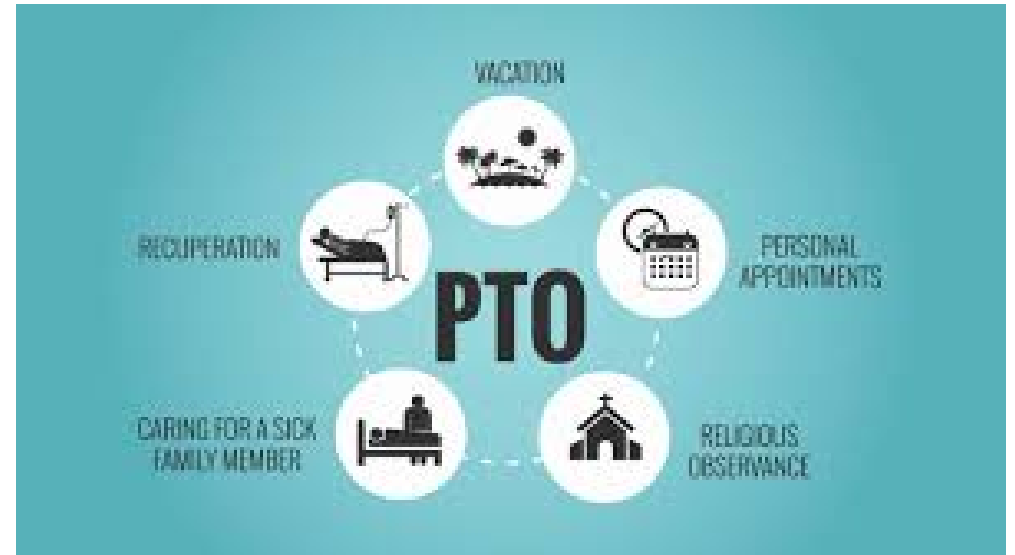 VACATION
RECUPERATION
PTO
PERSONAL
APPOINTMENTS
CARING FOR A SICK
FAMILY MEMBER
RELIGIOUS
OBSERVANCE